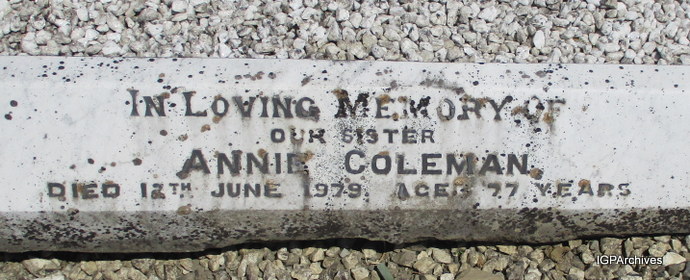 IN LOVING MEMORY OF
OUR SISTER
ANNIE COLEMAN
DIED 12TH JUNE 1979. AGED 77 YEARS
IGPArchives